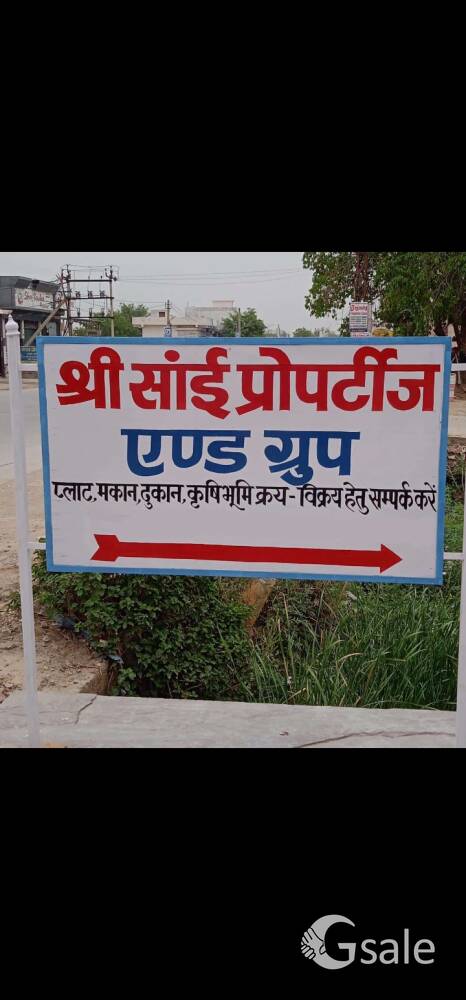 श्री सांई प्रोपर्टीज
एण्ड ग्रुप
प्लाट, मकान, दुकान, कृषि भूमि क्रय - विक्रय हेतु सम्पर्क करें
Gsale